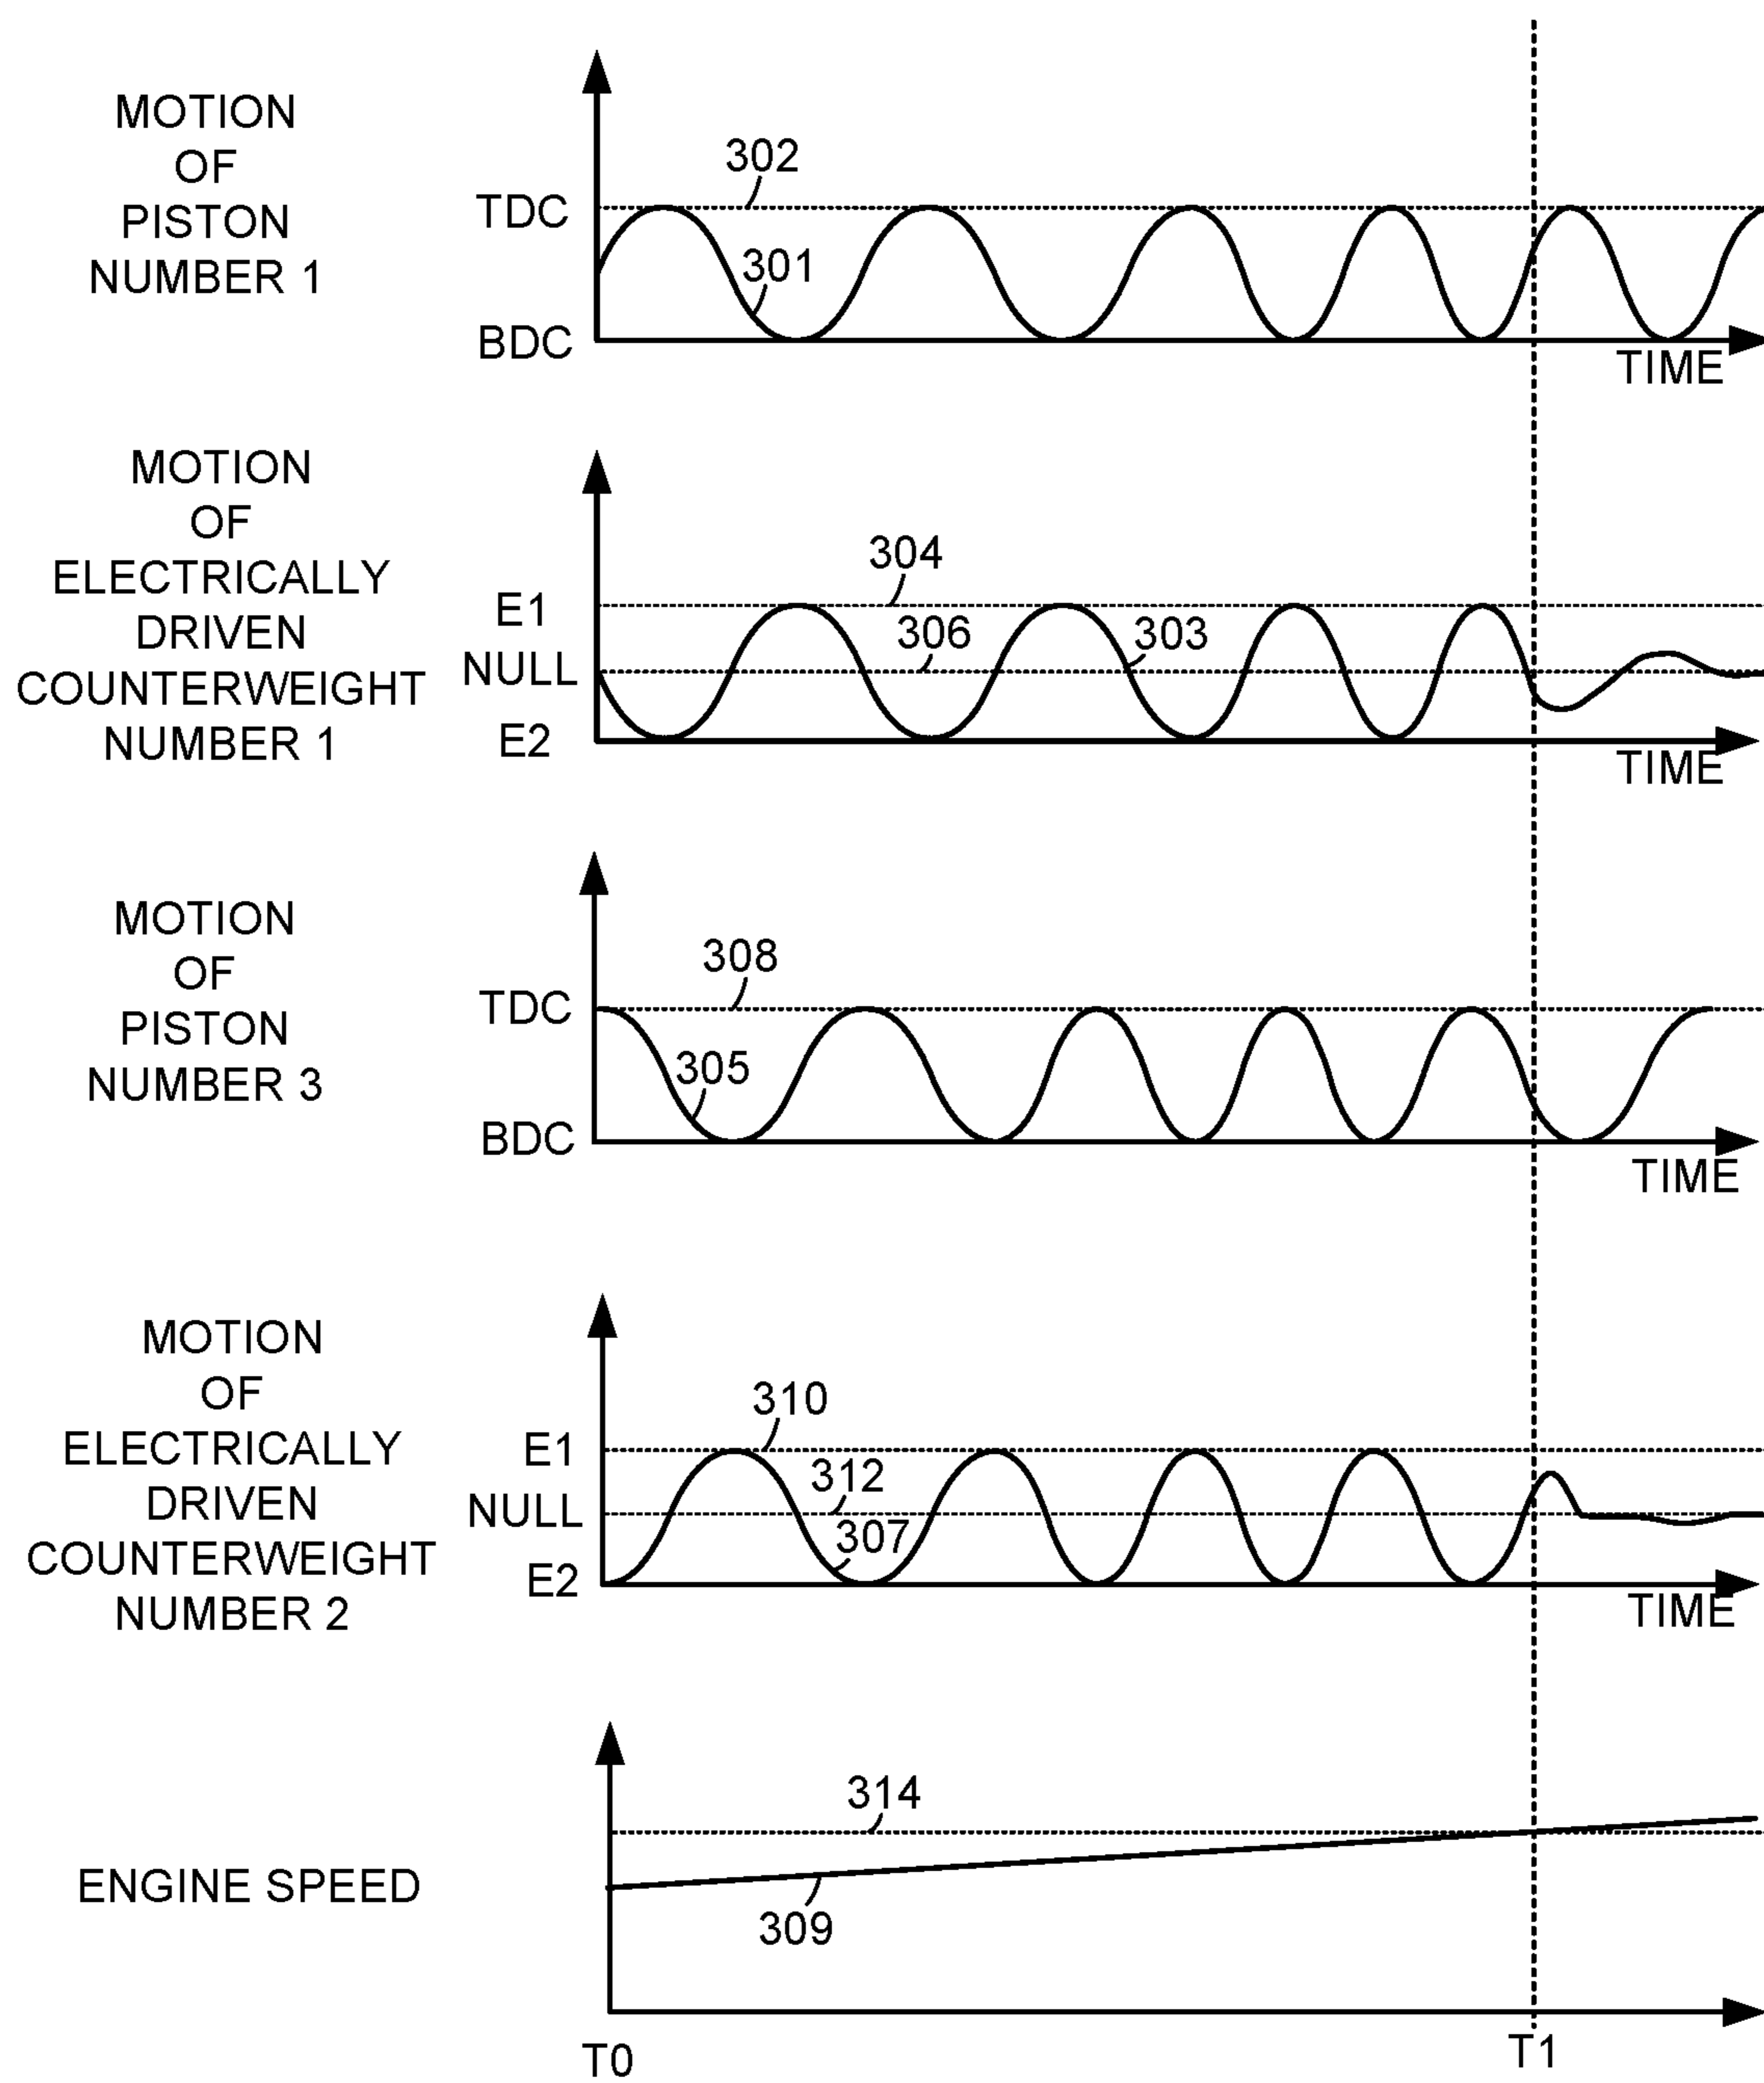 MOTION
OF
PISTON
NUMBER 1
302
TDC
301
BDC
TIME
MOTION
OF
ELECTRICALLY
DRIVEN
COUNTERWEIGHT
NUMBER 1
304
E1
306
303
NULL
E2
TIME
MOTION
OF
PISTON
NUMBER 3
308
TDC
305
BDC
TIME
MOTION
OF
ELECTRICALLY
DRIVEN
COUNTERWEIGHT
NUMBER 2
310
E1
312
NULL
307
E2
TIME
314
ENGINE SPEED
309
T0
T1